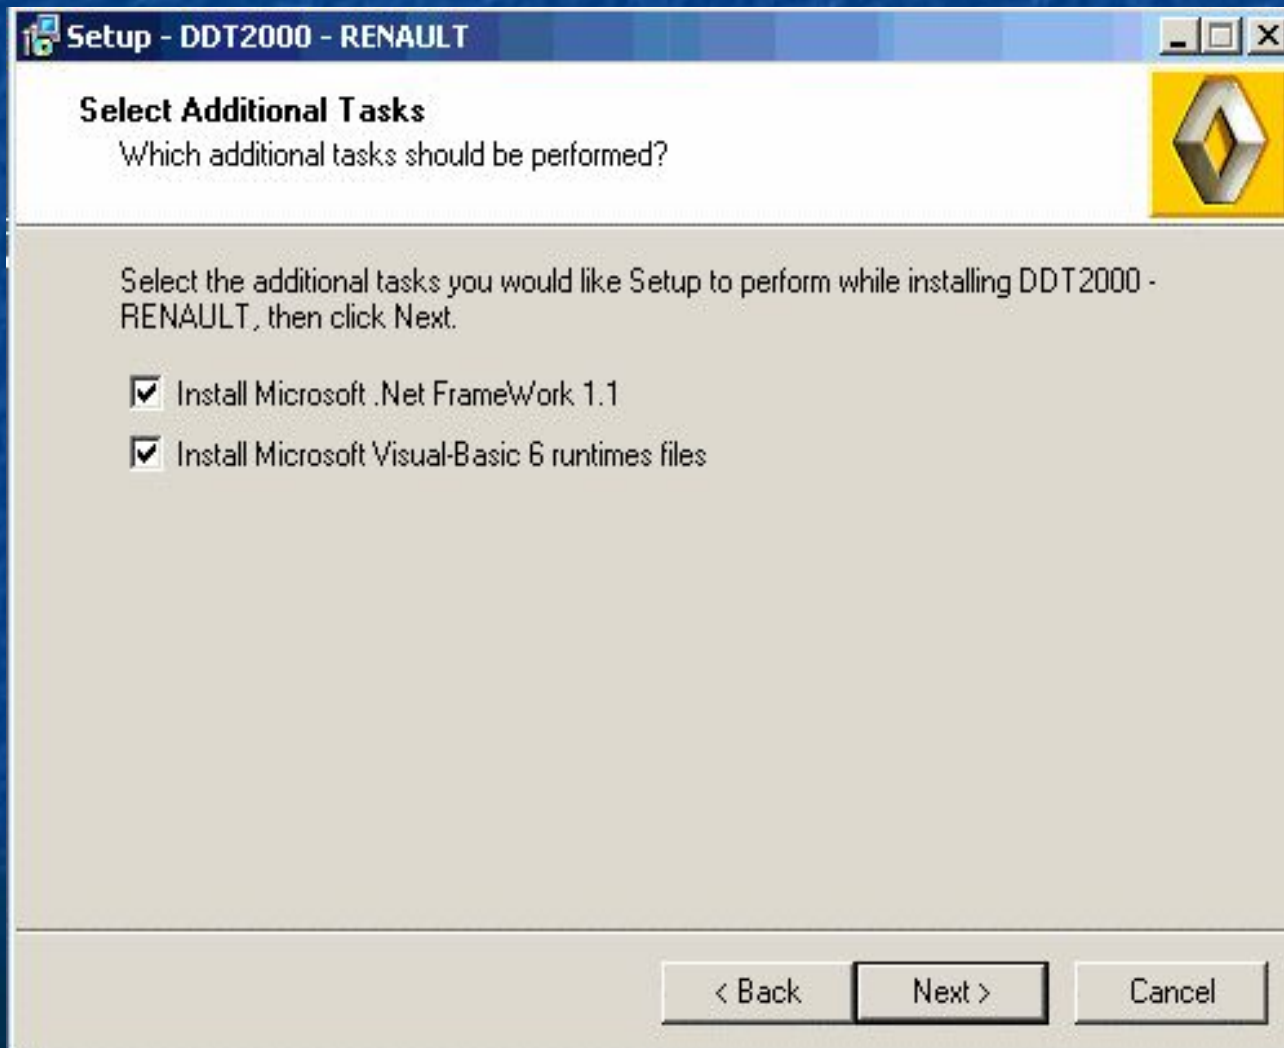 Setup - DDT2000 - RENAULT
Select Additional Tasks
Which additional tasks should be performed?
Select the additional tasks you would like Setup to perform while installing DDT2000 -
RENAULT, then click Next.
Install Microsoft .Net FrameWork 1.1
Install Microsoft Visual-Basic 6 runtimes files
< Back
Next >
Cancel